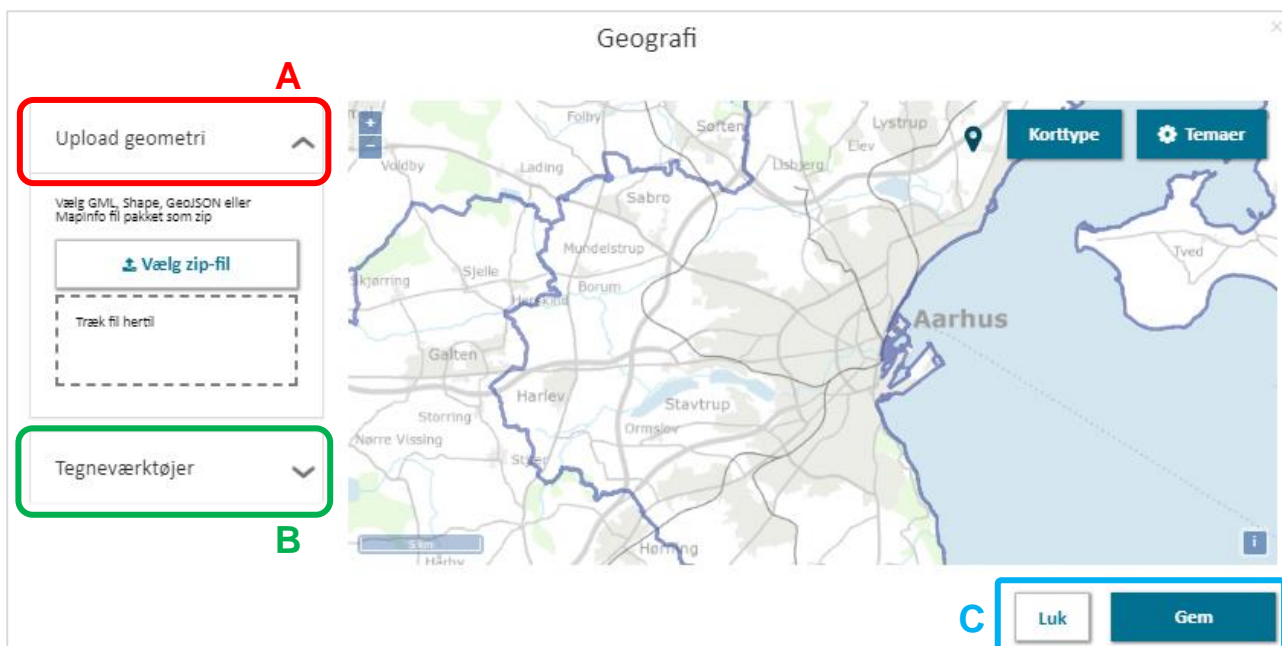 Geografi
×
A
Upload geometri
Vælg GML, Shape, GeoJSON eller
MapInfo fil pakket som zip
Vælg zip-fil
Træk fil hertil
Tegneværktøjer
B
+
−
Korttype
Temaer
Folby
Søften
Lystrup
Elev
Voldby
Lading
Lisbjerg
Sabro
Mundelstrup
Tved
Skjørring
Sjelle
Borum
Herskind
Aarhus
Galten
Harlev
Stavtrup
Storring
Ormslev
Nørre Vissing
Hørning
5 km
Hårby
i
C
Luk
Gem